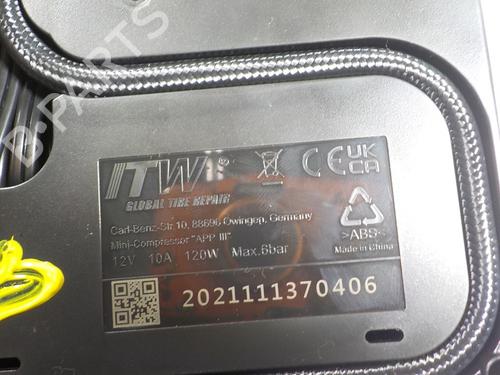 B-PARTS
ITW®
GLOBAL TIRE REPAIR
CE UK CA
Carl-Benz-Str.10, 88696 Owingen, Germany
Mini-Compressor "APP III"
12V 10A 120W Max.6bar
>ABS<
Made in China
2021111370406